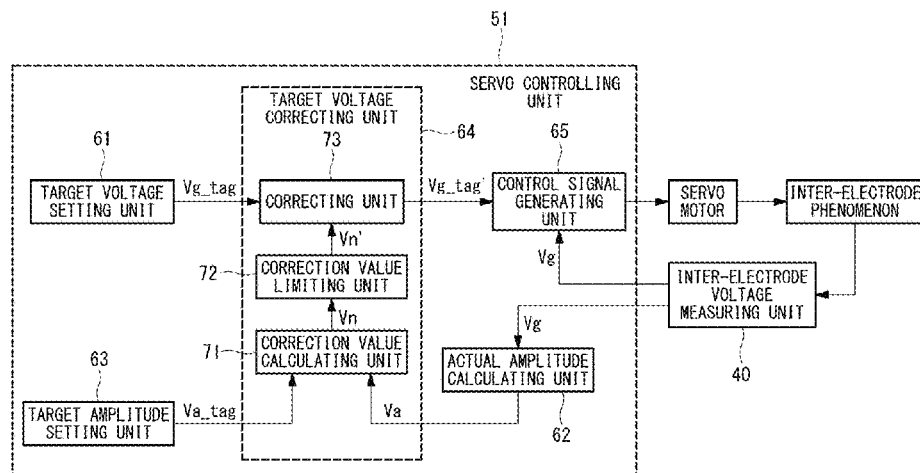 51
SERVO CONTROLLING
UNIT
TARGET VOLTAGE
CORRECTING UNIT
64
61
73
65
TARGET VOLTAGE
SETTING UNIT
Vg_tag
CORRECTING UNIT
Vg_tag'
CONTROL SIGNAL
GENERATING
UNIT
SERVO
MOTOR
INTER-ELECTRODE
PHENOMENON
Vn'
Vg
72
CORRECTION VALUE
LIMITING UNIT
INTER-ELECTRODE
VOLTAGE
MEASURING UNIT
40
Vn
Vg
71
CORRECTION VALUE
CALCULATING UNIT
ACTUAL AMPLITUDE
CALCULATING UNIT
62
63
TARGET AMPLITUDE
SETTING UNIT
Va_tag
Va